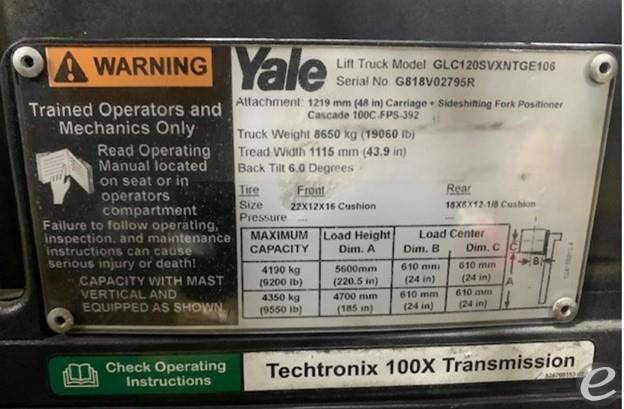 WARNING
Trained Operators and
Mechanics Only
Read Operating
Manual located
on seat or in
operators
compartment
Failure to follow operating,
inspection, and maintenance
instructions can cause
serious injury or death!
CAPACITY WITH MAST
VERTICAL AND
EQUIPPED AS SHOWN
Yale
Lift Truck Model GLC120SVXNTGE106
Serial No. G818V02795R
Attachment: 1219 mm (48 in) Carriage + Sideshifting Fork Positioner
Cascade 100C-FPS-392
Truck Weight 8650 kg (19060 lb)
Tread Width 1115 mm (43.9 in)
Back Tilt 6.0 Degrees
Tire Front Rear
Size 22X12X16 Cushion 18X8X12-1/8 Cushion
Pressure --- ---
MAXIMUM CAPACITY Load Height Dim. A Load Center Dim. B Dim. C
4190 kg (9200 lb) 5600mm (220.5 in) 610 mm (24 in) 610 mm (24 in)
4350 kg (9550 lb) 4700 mm (185 in) 610 mm (24 in) 610 mm (24 in)
C
B
A
Check Operating
Instructions
Techtronix 100X Transmission
e